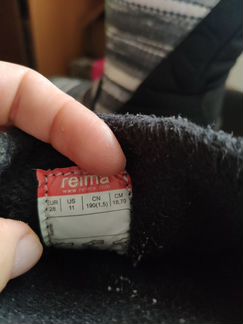 reima
www.reima.com
EUR US CN CM
28 11 190(1,5) 18,70